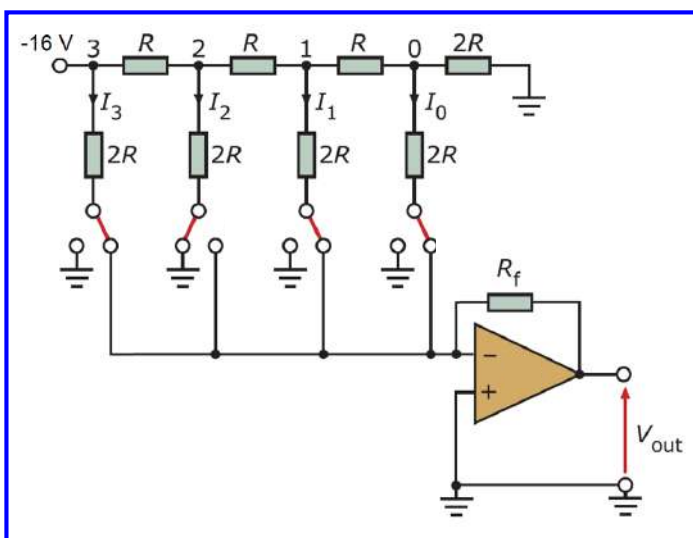 -16 V 3 R 2 R 1 R 0 2R
I3 I2 I1 I0
2R 2R 2R 2R
Rf
−
+
Vout